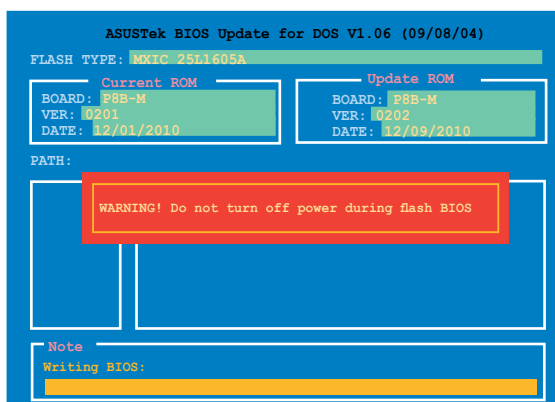 ASUSTek BIOS Update for DOS V1.06 (09/08/04)
FLASH TYPE: MXIC 25L1605A
Current ROM
BOARD: P8B-M
VER: 0201
DATE: 12/01/2010
Update ROM
BOARD: P8B-M
VER: 0202
DATE: 12/09/2010
PATH:
WARNING! Do not turn off power during flash BIOS
Note
Writing BIOS: